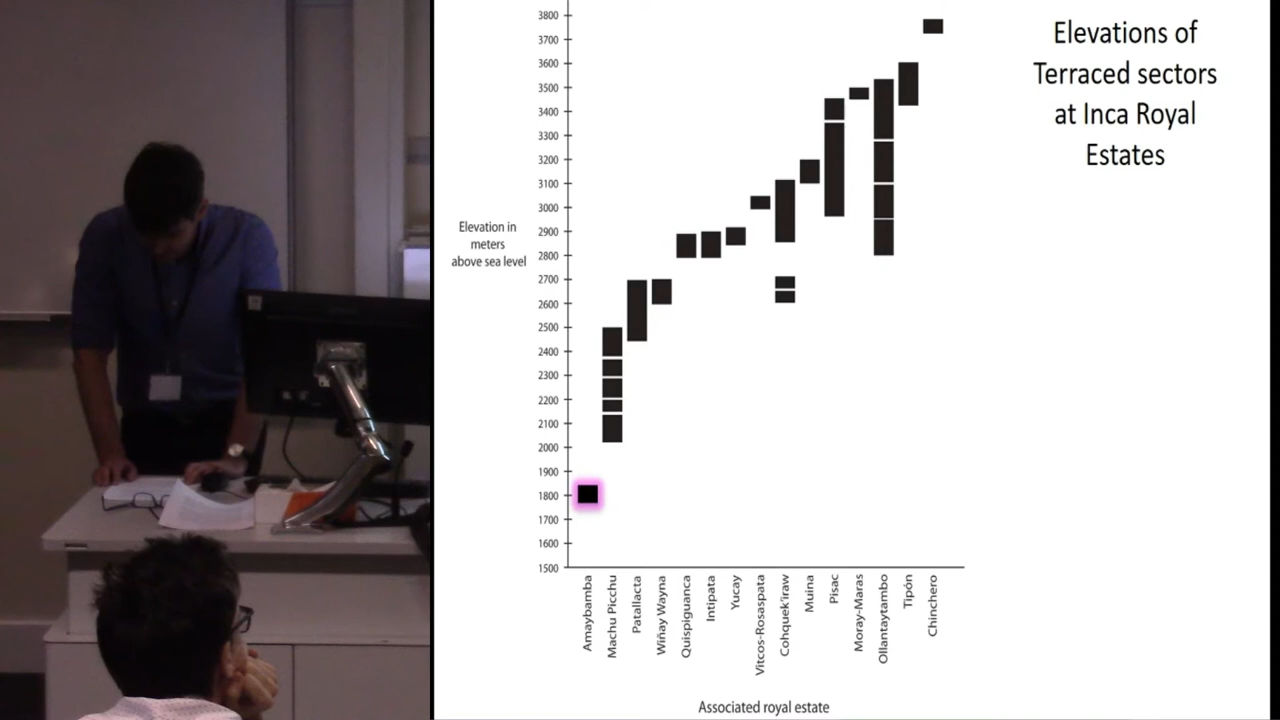 Elevations of
Terraced sectors
at Inca Royal
Estates
Elevation in
meters
above sea level
3800
3700
3600
3500
3400
3300
3200
3100
3000
2900
2800
2700
2600
2500
2400
2300
2200
2100
2000
1900
1800
1700
1600
1500
Amaybamba
Machu Picchu
Patallacta
Wiñay Wayna
Quispiguanca
Intipata
Yucay
Vitcos-Rosaspata
Cohquek'iraw
Muina
Pisac
Moray-Maras
Ollantaytambo
Tipón
Chinchero
Associated royal estate